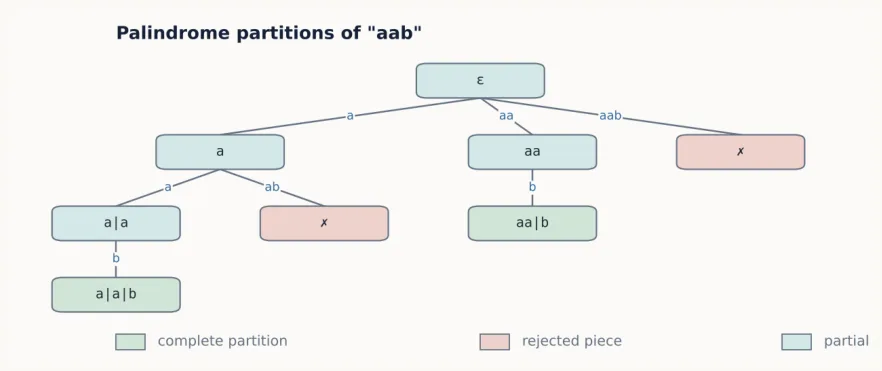 Palindrome partitions of "aab"
ε
a aa aab
a aa ✗
a ab b
a|a ✗ aa|b
b
a|a|b
complete partition rejected piece partial